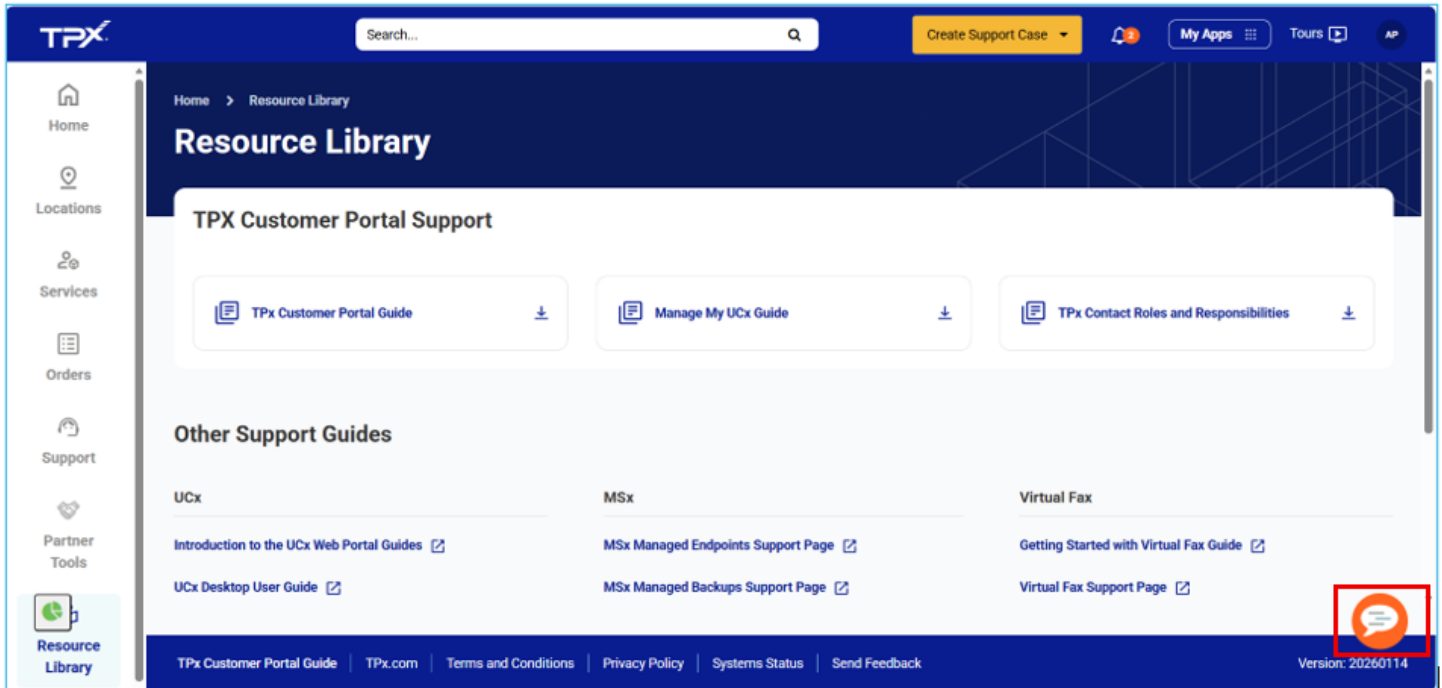 TPX
Search...
Create Support Case
2
My Apps
Tours
AP
Home
Locations
Services
Orders
Support
Partner
Tools
Resource
Library
Home > Resource Library
Resource Library
TPX Customer Portal Support
TPx Customer Portal Guide
Manage My UCx Guide
TPx Contact Roles and Responsibilities
Other Support Guides
UCx
Introduction to the UCx Web Portal Guides
UCx Desktop User Guide
MSx
MSx Managed Endpoints Support Page
MSx Managed Backups Support Page
Virtual Fax
Getting Started with Virtual Fax Guide
Virtual Fax Support Page
TPx Customer Portal Guide | TPx.com | Terms and Conditions | Privacy Policy | Systems Status | Send Feedback
Version: 20260114